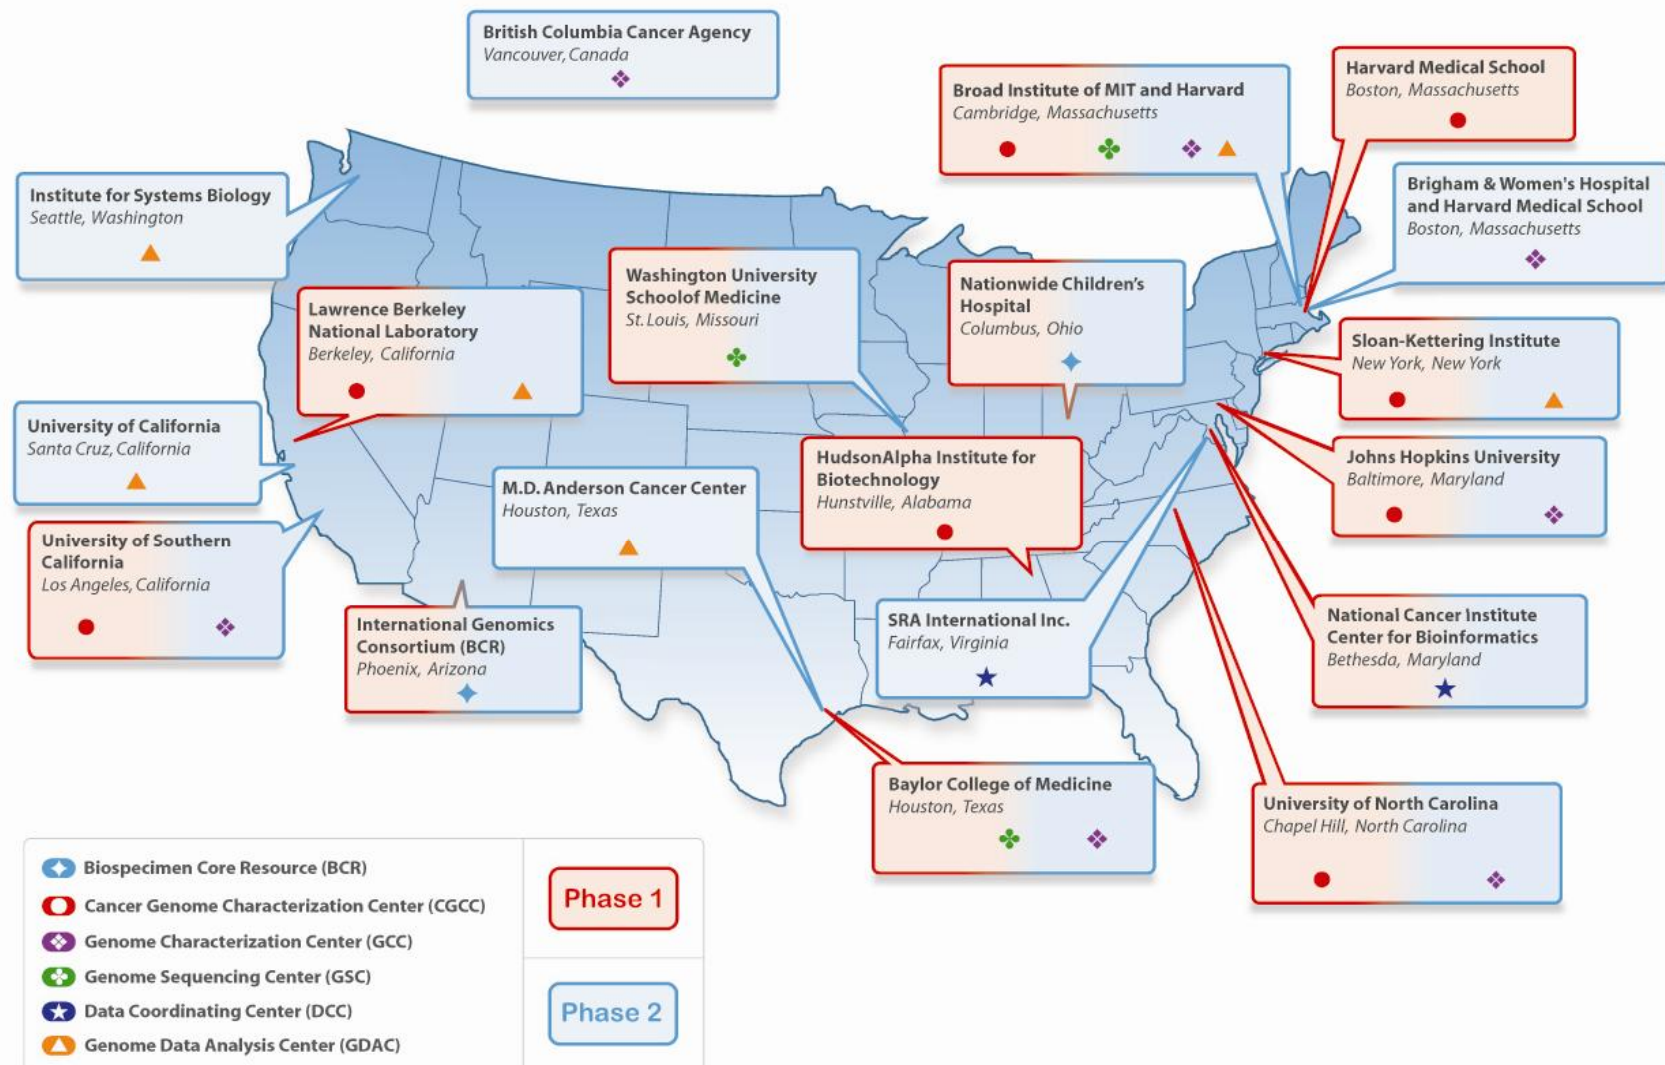 British Columbia Cancer Agency
Vancouver, Canada
Harvard Medical School
Boston, Massachusetts
Broad Institute of MIT and Harvard
Cambridge, Massachusetts
Brigham & Women's Hospital
and Harvard Medical School
Boston, Massachusetts
Institute for Systems Biology
Seattle, Washington
Washington University
Schoolof Medicine
St. Louis, Missouri
Nationwide Children's
Hospital
Columbus, Ohio
Lawrence Berkeley
National Laboratory
Berkeley, California
Sloan-Kettering Institute
New York, New York
University of California
Santa Cruz, California
HudsonAlpha Institute for
Biotechnology
Hunstville, Alabama
Johns Hopkins University
Baltimore, Maryland
M.D. Anderson Cancer Center
Houston, Texas
University of Southern
California
Los Angeles, California
International Genomics
Consortium (BCR)
Phoenix, Arizona
SRA International Inc.
Fairfax, Virginia
National Cancer Institute
Center for Bioinformatics
Bethesda, Maryland
Baylor College of Medicine
Houston, Texas
University of North Carolina
Chapel Hill, North Carolina
Biospecimen Core Resource (BCR)
Cancer Genome Characterization Center (CGCC)
Genome Characterization Center (GCC)
Genome Sequencing Center (GSC)
Data Coordinating Center (DCC)
Genome Data Analysis Center (GDAC)
Phase 1
Phase 2